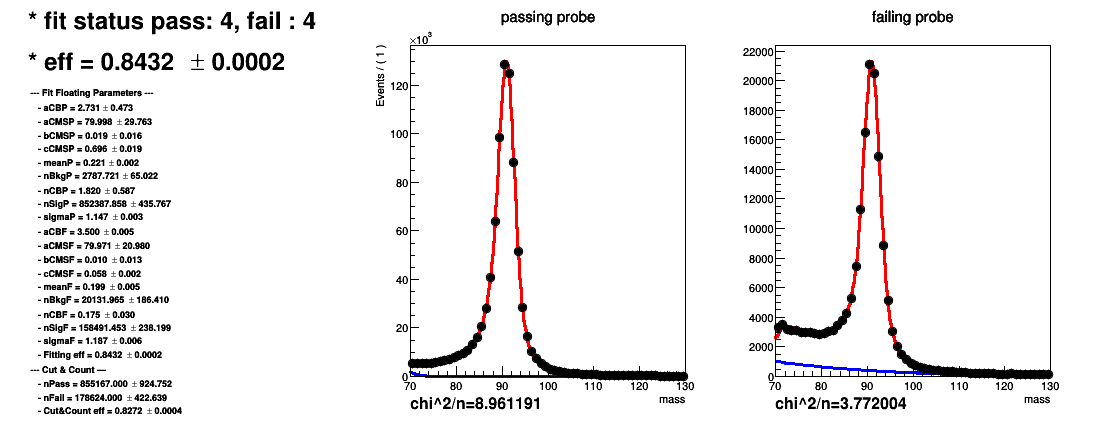 * fit status pass: 4, fail : 4
* eff = 0.8432 ± 0.0002
--- Fit Floating Parameters ---
- aCBP = 2.731 ± 0.473
- aCMSP = 79.998 ± 29.763
- bCMSP = 0.019 ± 0.016
- cCMSP = 0.696 ± 0.019
- meanP = 0.221 ± 0.002
- nBkgP = 2787.721 ± 65.022
- nCBP = 1.820 ± 0.587
- nSigP = 852387.858 ± 435.767
- sigmaP = 1.147 ± 0.003
- aCBF = 3.500 ± 0.005
- aCMSF = 79.971 ± 20.980
- bCMSF = 0.010 ± 0.013
- cCMSF = 0.058 ± 0.002
- meanF = 0.199 ± 0.005
- nBkgF = 20131.965 ± 186.410
- nCBF = 0.175 ± 0.030
- nSigF = 158491.453 ± 238.199
- sigmaF = 1.187 ± 0.006
- Fitting eff = 0.8432 ± 0.0002
--- Cut & Count ---
- nPass = 855167.000 ± 924.752
- nFail = 178624.000 ± 422.639
- Cut&Count eff = 0.8272 ± 0.0004
passing probe
×10³
Events / ( 1 )
120
100
80
60
40
20
0
70 80 90 100 110 120 130
mass
chi^2/n=8.961191
failing probe
22000
20000
18000
16000
14000
12000
10000
8000
6000
4000
2000
0
70 80 90 100 110 120 130
mass
chi^2/n=3.772004